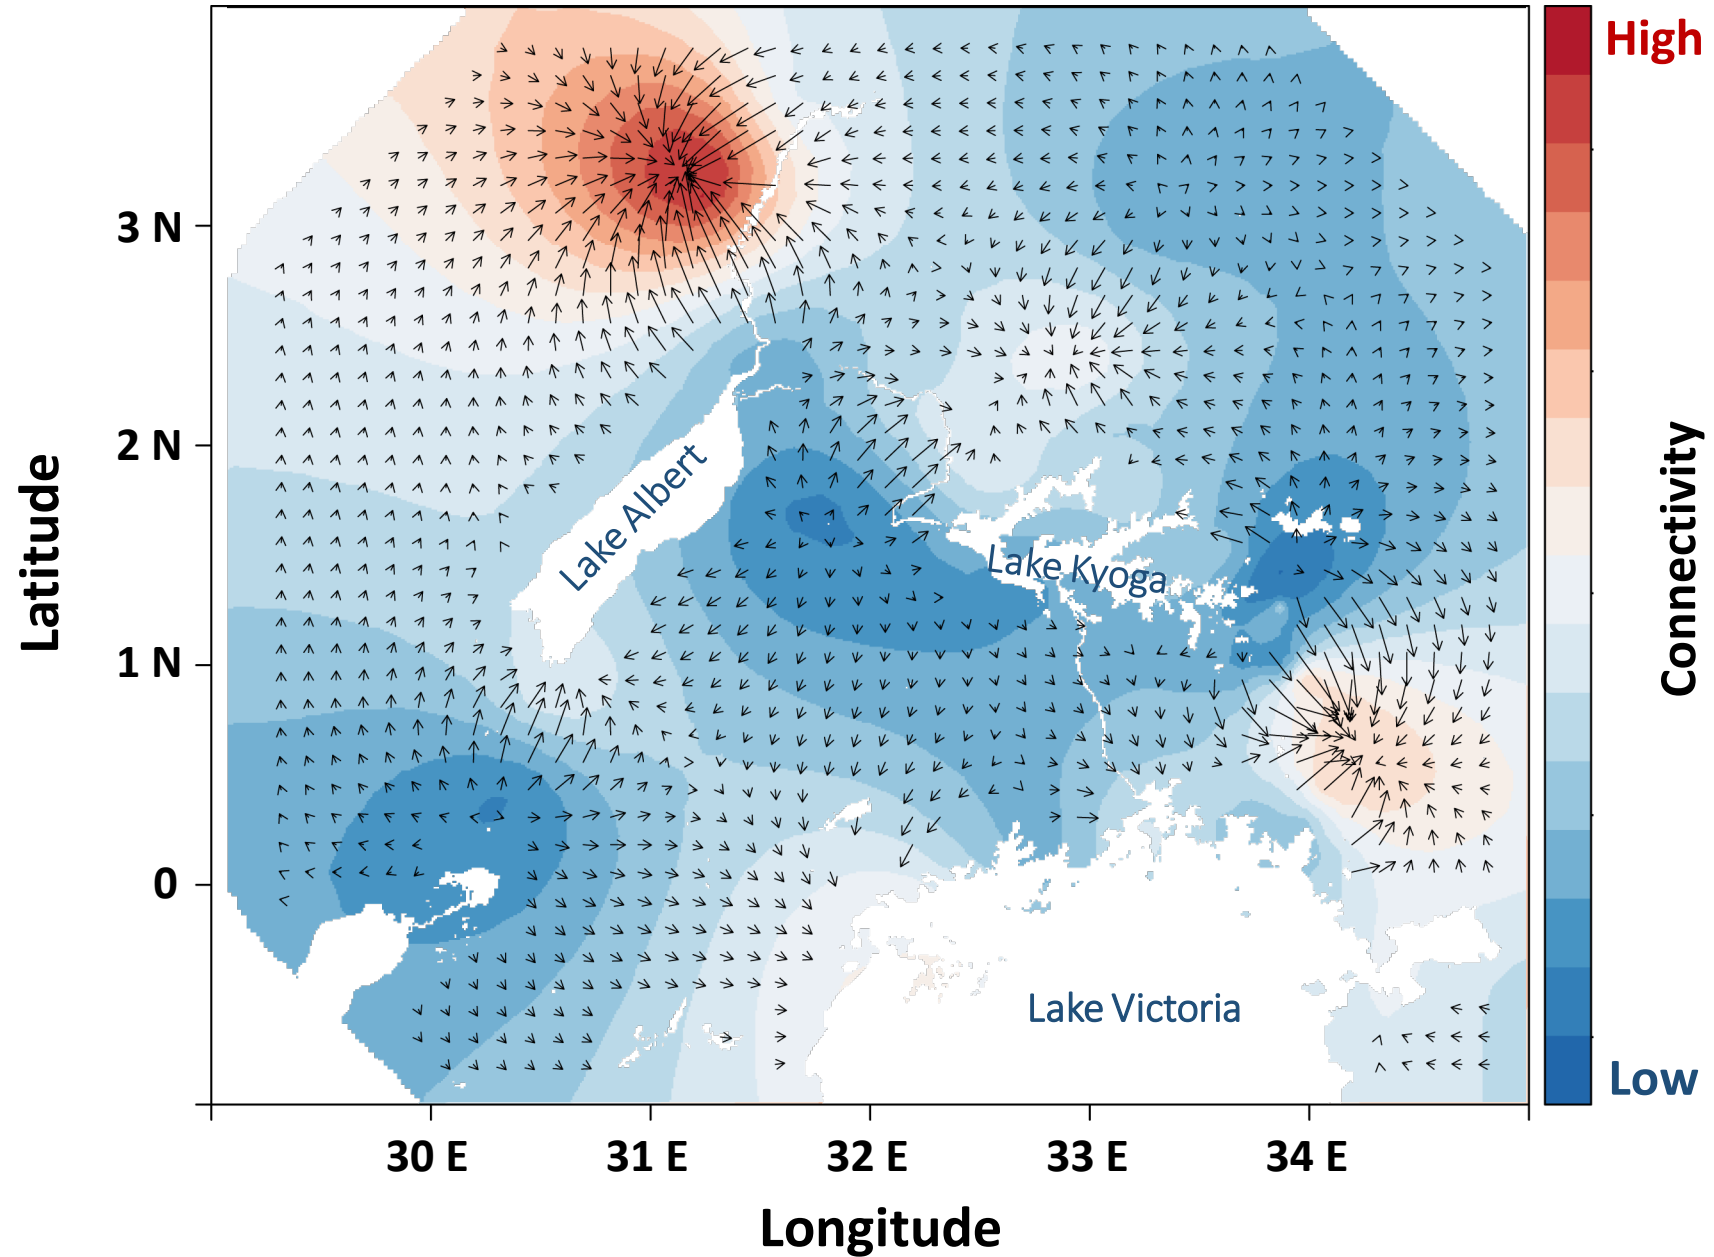 High
3 N
2 N
1 N
0
Latitude
Lake Albert
Lake Kyoga
Lake Victoria
Connectivity
Low
30 E
31 E
32 E
33 E
34 E
Longitude